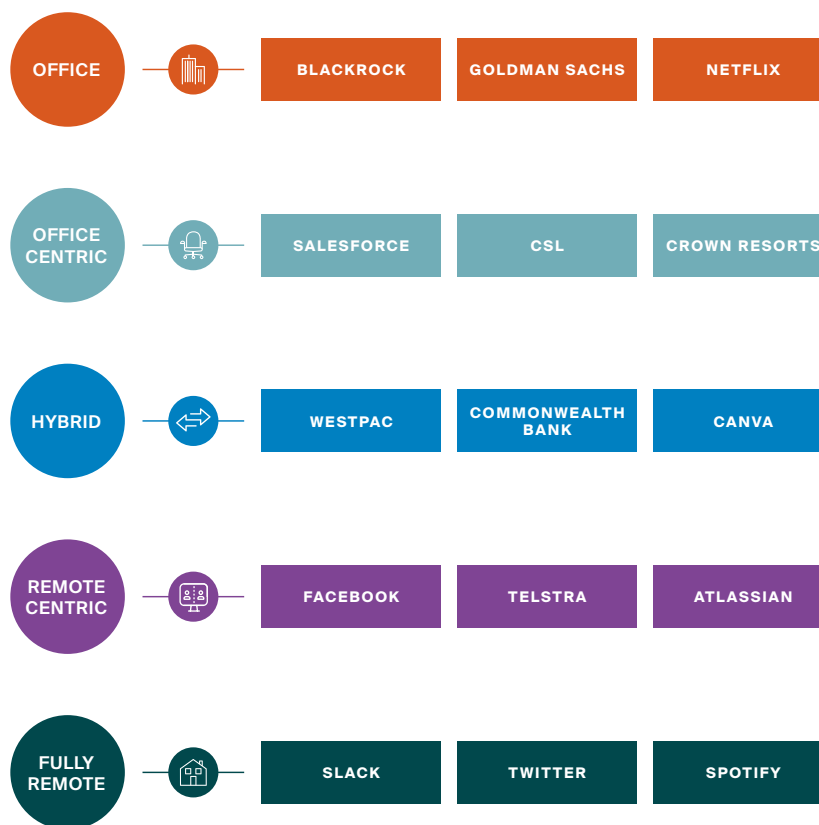 OFFICE
BLACKROCK
GOLDMAN SACHS
NETFLIX
OFFICE
CENTRIC
SALESFORCE
CSL
CROWN RESORTS
HYBRID
WESTPAC
COMMONWEALTH
BANK
CANVA
REMOTE
CENTRIC
FACEBOOK
TELSTRA
ATLASSIAN
FULLY
REMOTE
SLACK
TWITTER
SPOTIFY